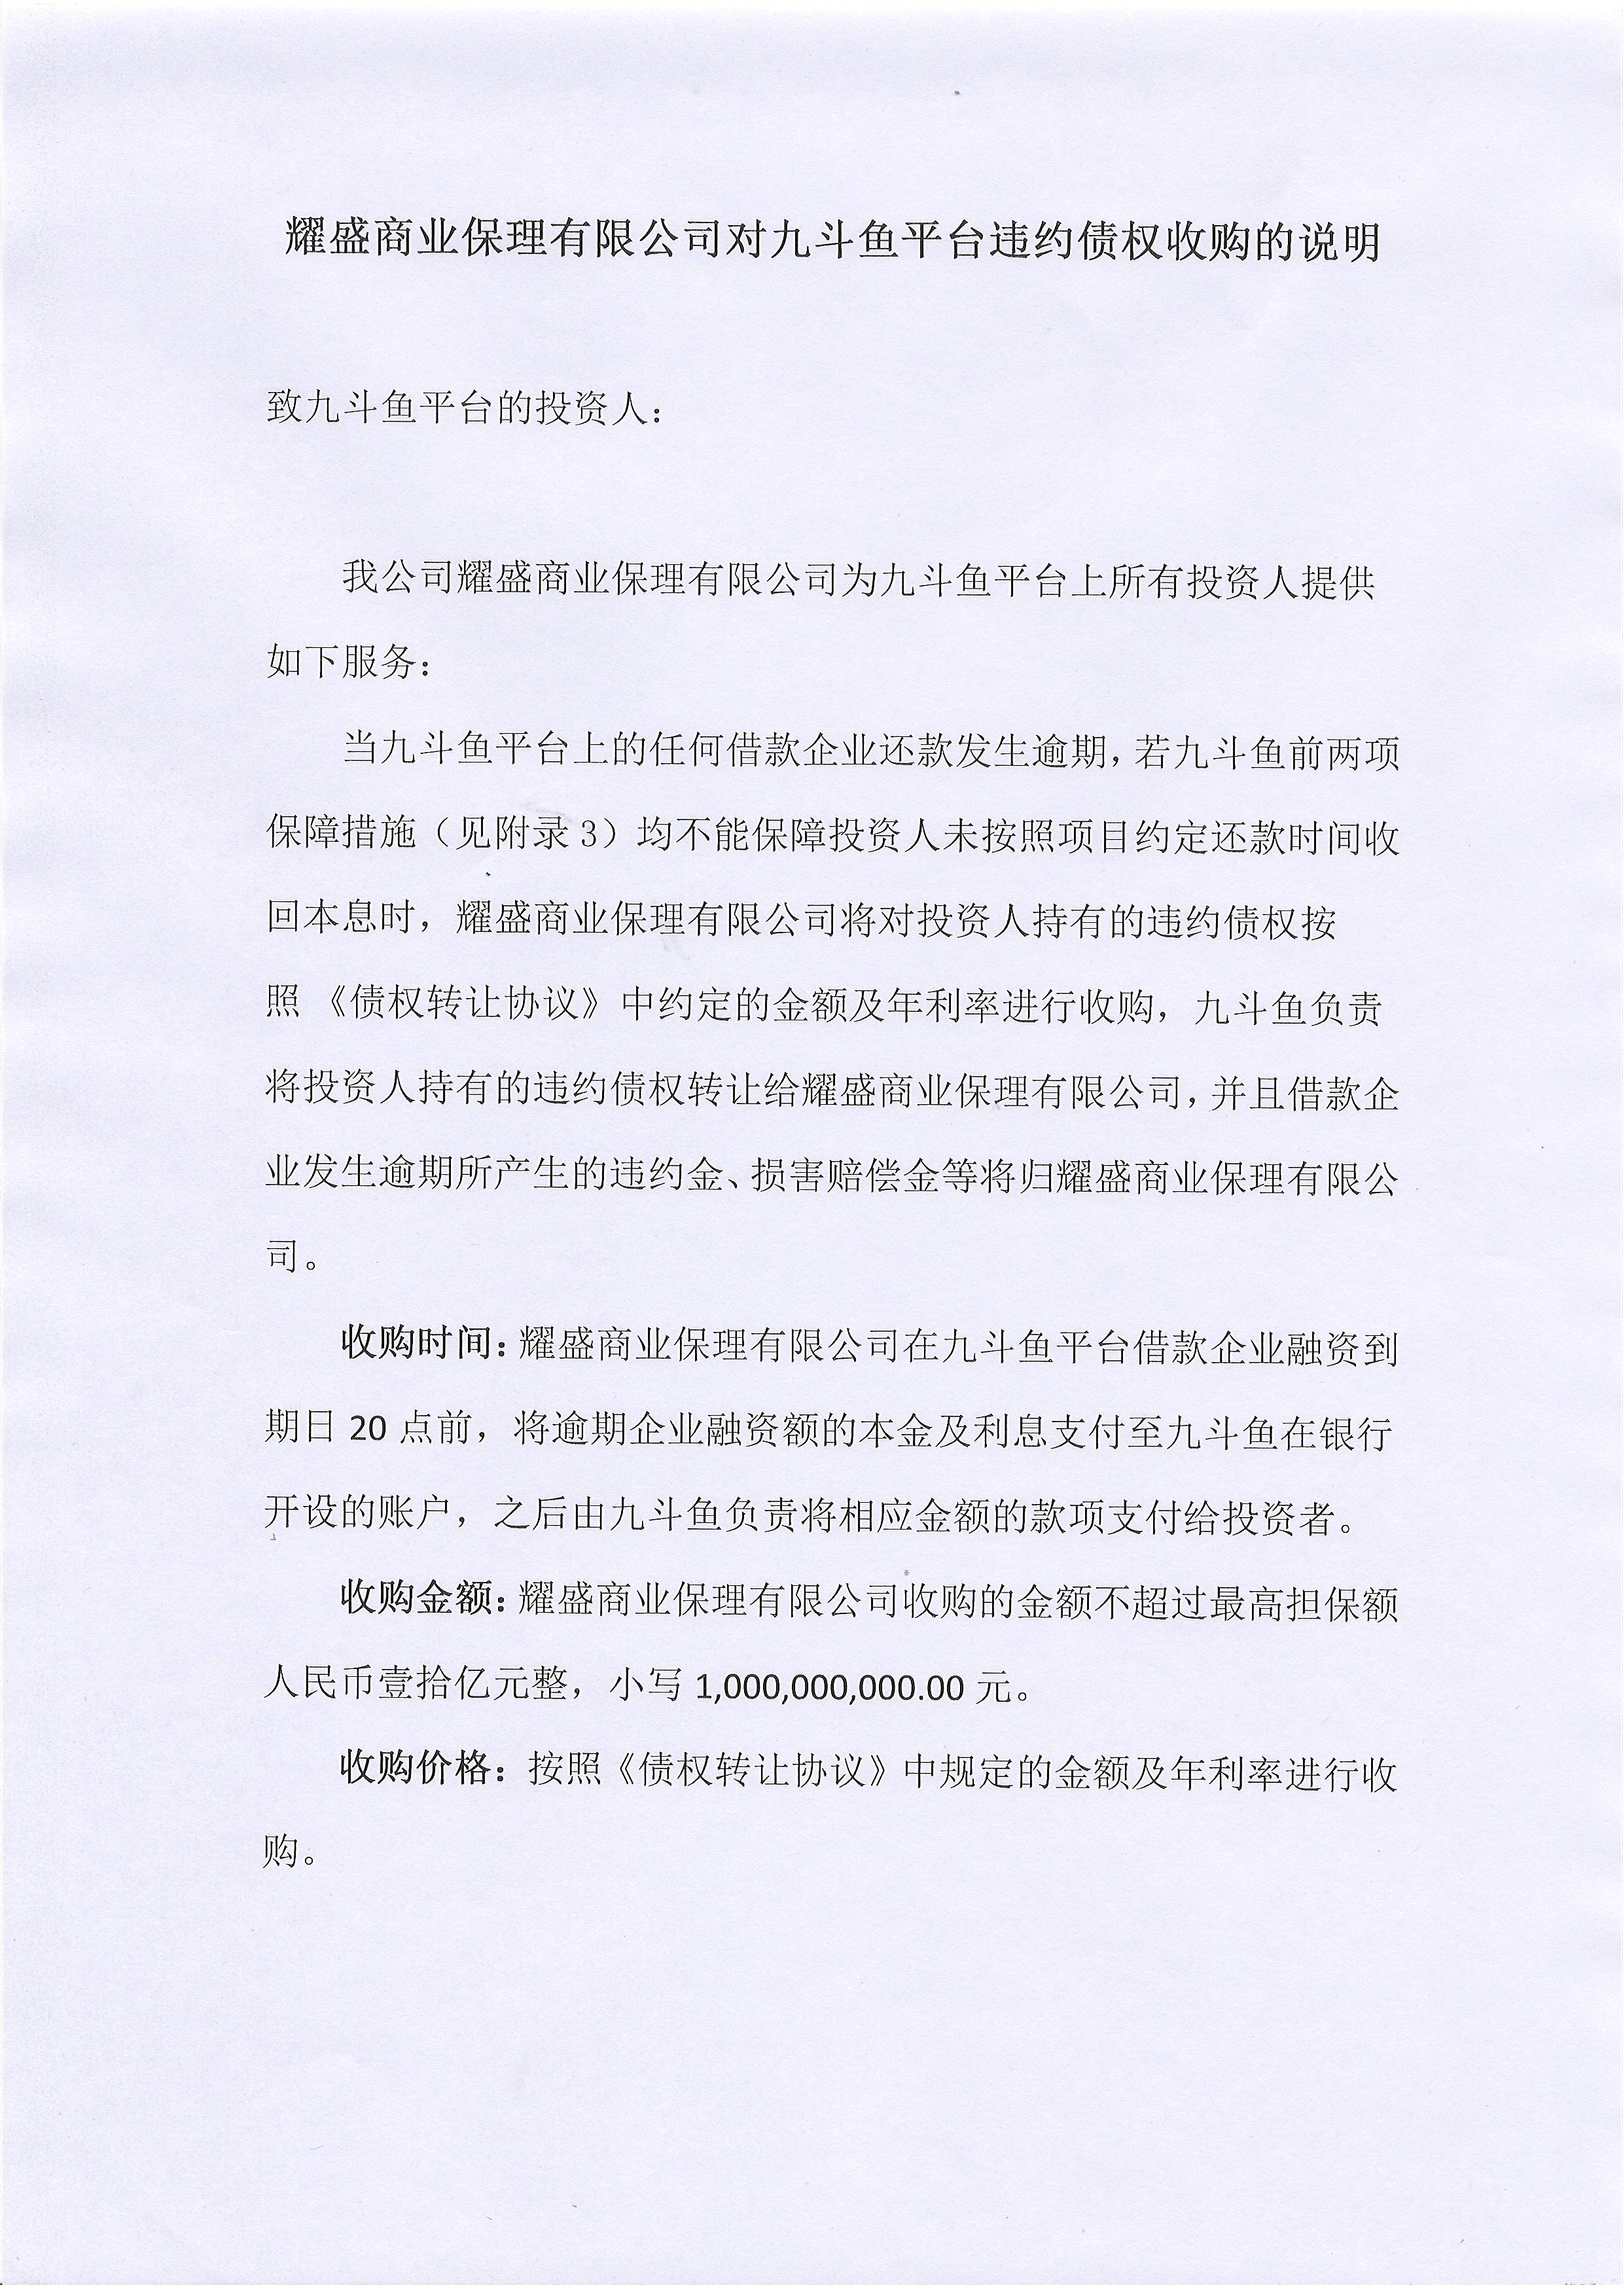 耀盛商业保理有限公司对九斗鱼平台违约债权收购的说明
致九斗鱼平台的投资人：
我公司耀盛商业保理有限公司为九斗鱼平台上所有投资人提供
如下服务：
当九斗鱼平台上的任何借款企业还款发生逾期，若九斗鱼前两项
保障措施（见附录 3）均不能保障投资人未按照项目约定还款时间收
回本息时，耀盛商业保理有限公司将对投资人持有的违约债权按
照 《债权转让协议》 中约定的金额及年利率进行收购，九斗鱼负责
将投资人持有的违约债权转让给耀盛商业保理有限公司，并且借款企
业发生逾期所产生的违约金、损害赔偿金等将归耀盛商业保理有限公
司。
收购时间：耀盛商业保理有限公司在九斗鱼平台借款企业融资到
期日 20 点前，将逾期企业融资额的本金及利息支付至九斗鱼在银行
开设的账户，之后由九斗鱼负责将相应金额的款项支付给投资者。
收购金额：耀盛商业保理有限公司收购的金额不超过最高担保额
人民币壹拾亿元整，小写 1,000,000,000.00 元。
收购价格：按照《债权转让协议》中规定的金额及年利率进行收
购。